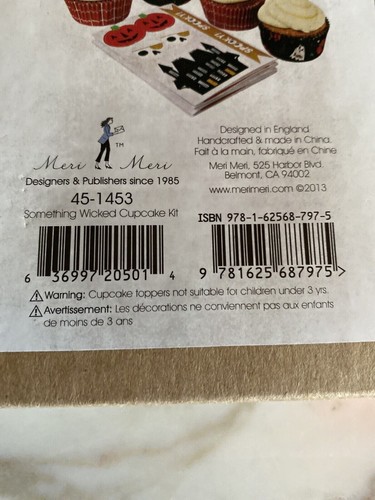 SPOOKY! SPOOKY!
Meri Meri
TM
Designers & Publishers since 1985
45-1453
Something Wicked Cupcake Kit
6 36997 20501 4
Designed in England
Handcrafted & made in China.
Fait à la main, fabriqué en Chine
Meri Meri, 525 Harbor Blvd.
Belmont, CA 94002
www.merimeri.com ©2013
ISBN 978-1-62568-797-5
9 781625 687975 >
⚠ Warning: Cupcake toppers not suitable for children under 3 yrs.
⚠ Avertissement: Les décorations ne conviennent pas aux enfants
de moins de 3 ans